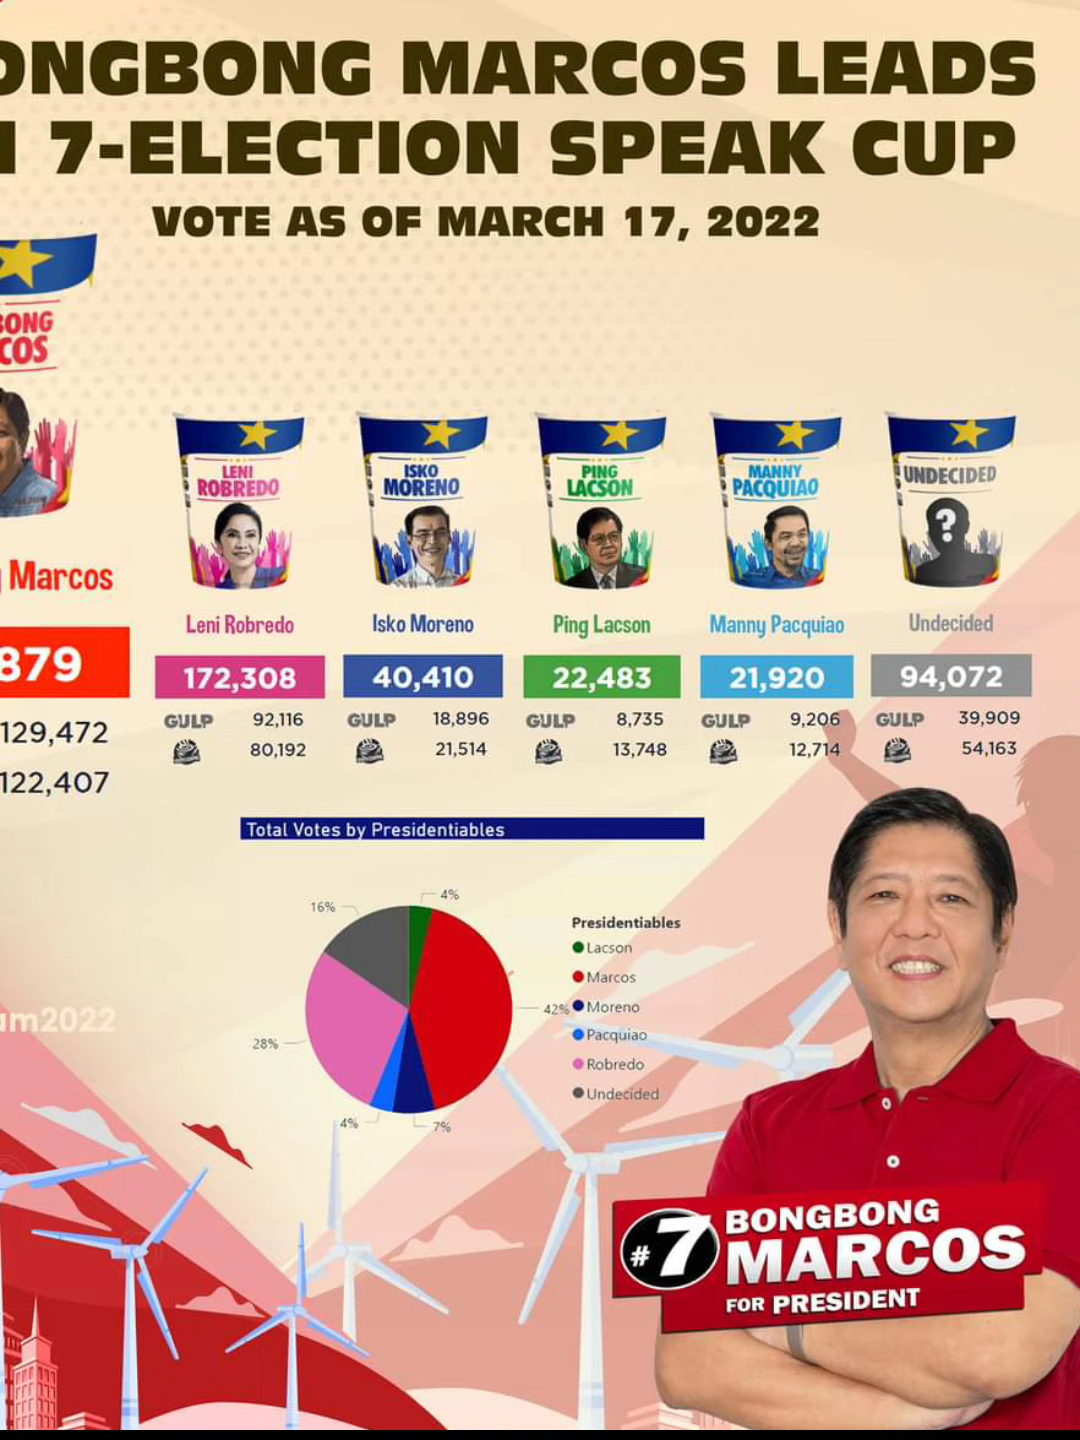 ONGBONG MARCOS LEADS
7-ELECTION SPEAK CUP
VOTE AS OF MARCH 17, 2022
BONG
COS
LENI
ROBREDO
ISKO
MORENO
PING
LACSON
MANNY
PACQUIAO
UNDECIDED
?
Marcos
Leni Robredo
Isko Moreno
Ping Lacson
Manny Pacquiao
Undecided
879
172,308
40,410
22,483
21,920
94,072
129,472
GULP 92,116
GULP 18,896
GULP 8,735
GULP 9,206
GULP 39,909
122,407
80,192
21,514
13,748
12,714
54,163
Total Votes by Presidentiables
4%
16%
42%
28%
4%
7%
Presidentiables
Lacson
Marcos
Moreno
Pacquiao
Robredo
Undecided
am2022
#7 BONGBONG
MARCOS
FOR PRESIDENT